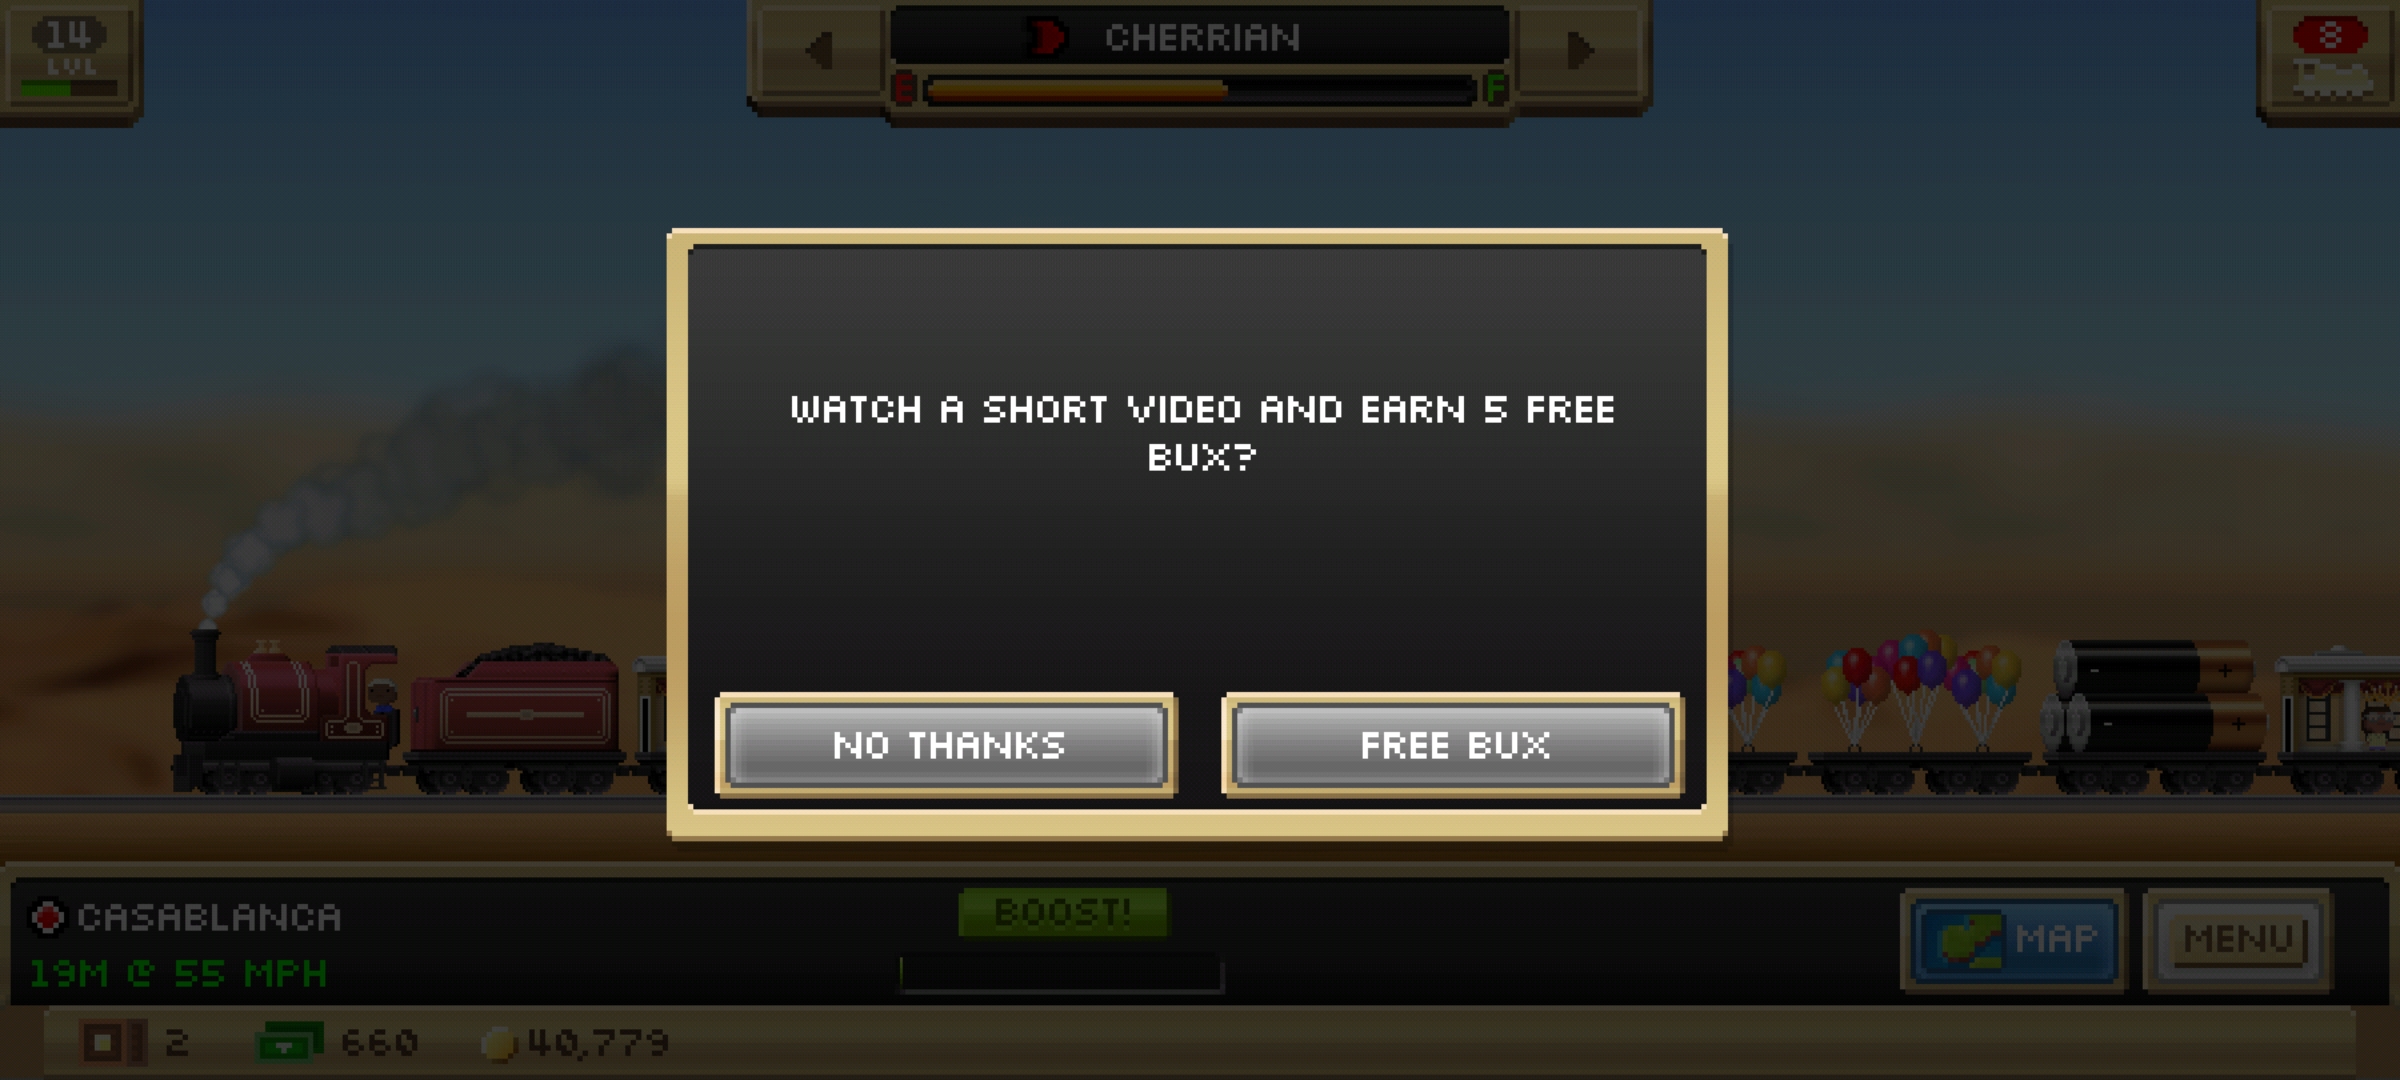 14
LVL
CHERRIAN
E F
8
WATCH A SHORT VIDEO AND EARN 5 FREE
BUX?
NO THANKS
FREE BUX
- +
- +
CASABLANCA
19M @ 55 MPH
BOOST!
MAP
MENU
2
660
40,779